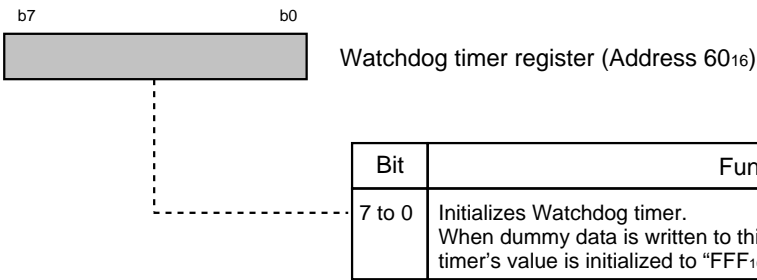 b7 b0
Watchdog timer register (Address 60₁₆)
Bit Fun
7 to 0 Initializes Watchdog timer.
When dummy data is written to thi
timer's value is initialized to “FFF₁